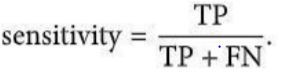 sensitivity = TP / (TP + FN).